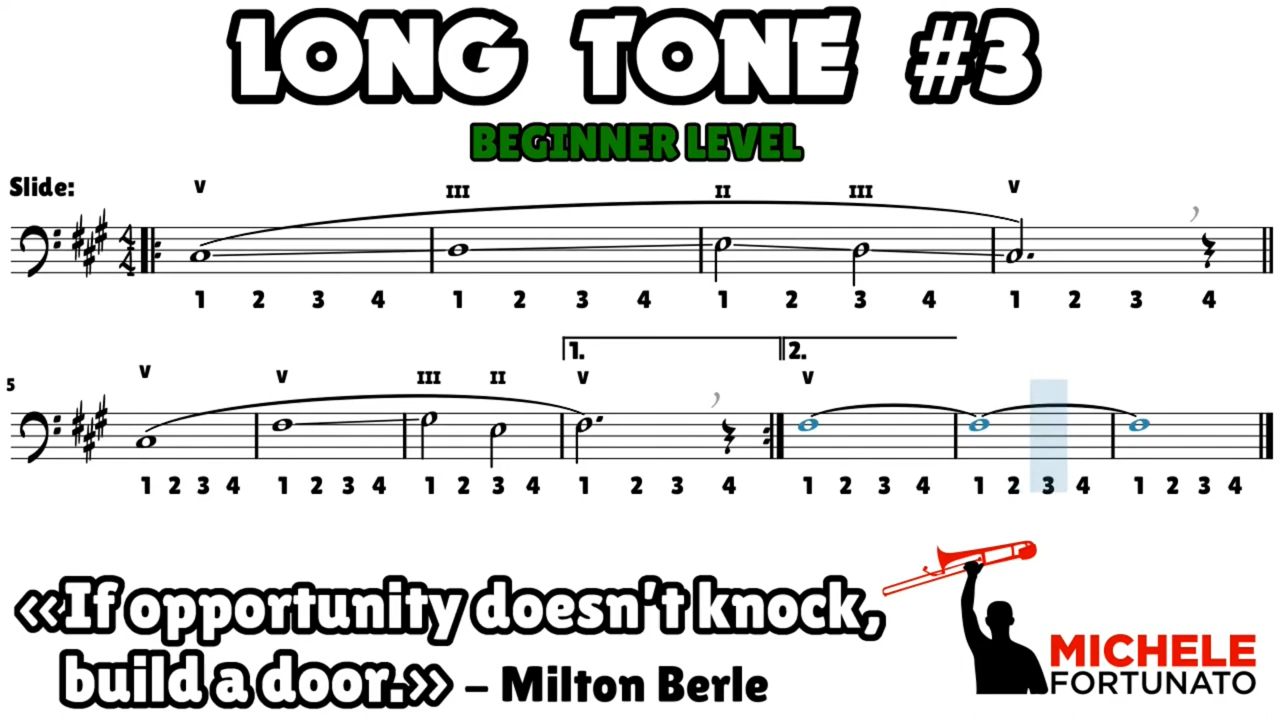 LONG TONE #3
BEGINNER LEVEL
Slide: V III II III V
4
4
1 2 3 4 1 2 3 4 1 2 3 4 1 2 3 4
1. 2.
5 V V III II V V
1 2 3 4 1 2 3 4 1 2 3 4 1 2 3 4 1 2 3 4 1 2 3 4 1 2 3 4
«If opportunity doesn't knock,
build a door.» – Milton Berle
MICHELE
FORTUNATO